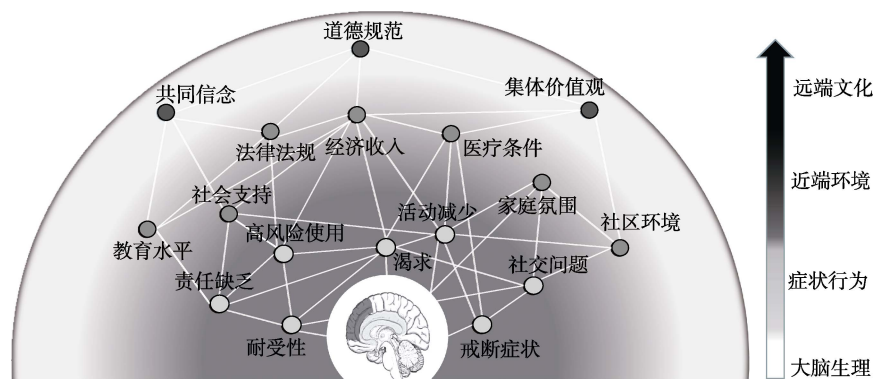 道德规范
共同信念
集体价值观
远端文化
法律法规
经济收入
医疗条件
近端环境
社会支持
活动减少
家庭氛围
社区环境
教育水平
高风险使用
渴求
社交问题
责任缺乏
症状行为
耐受性
戒断症状
大脑生理